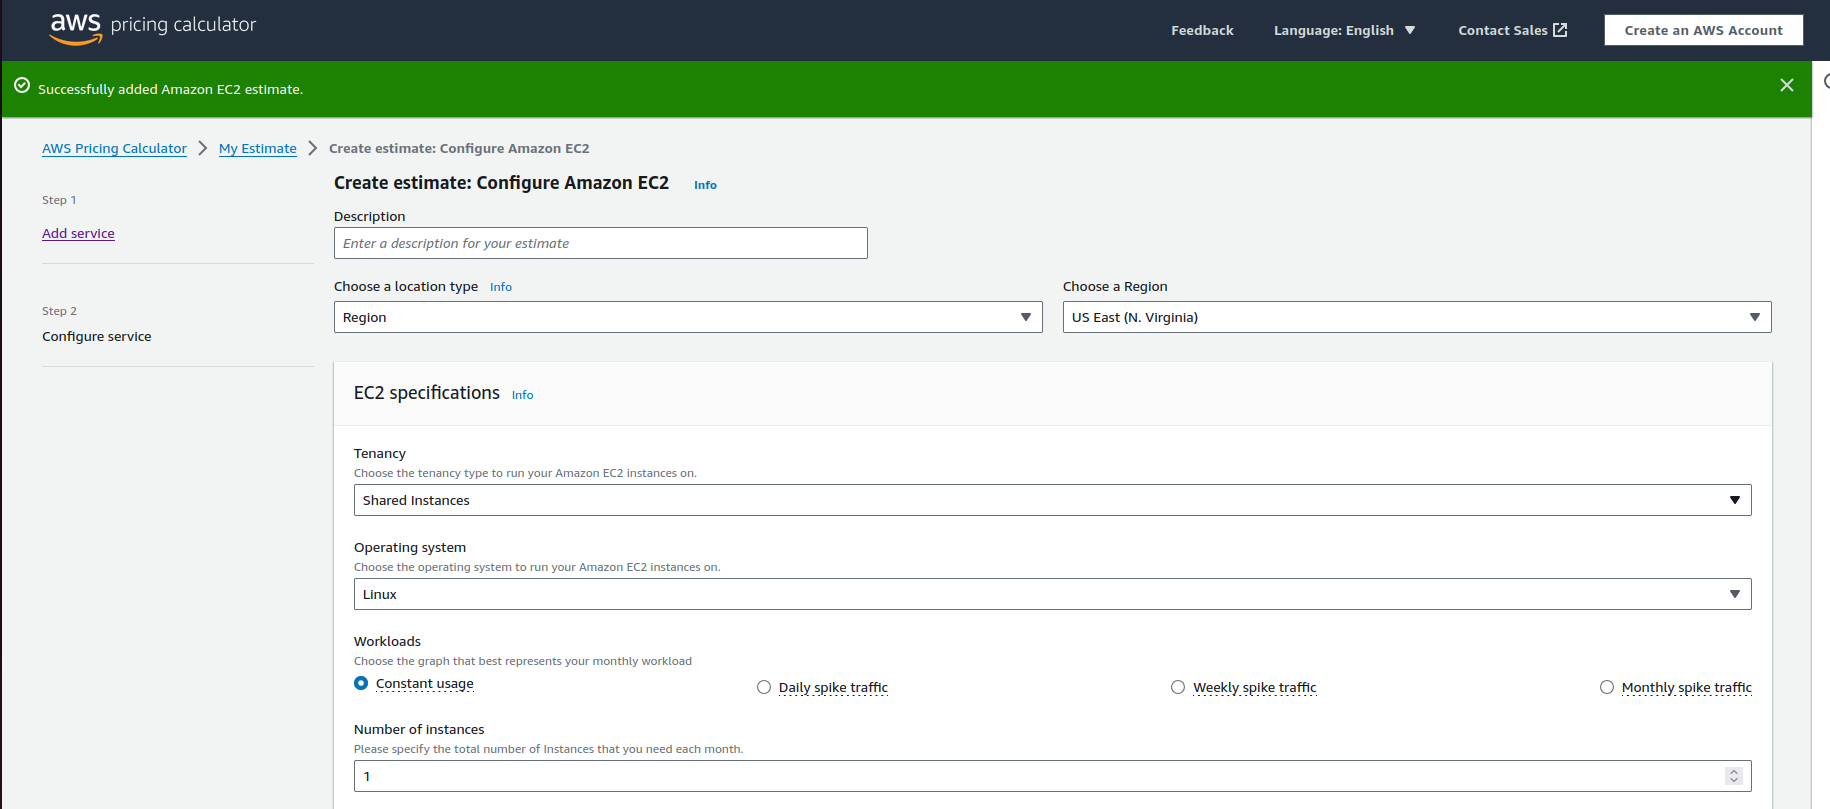 aws pricing calculator
Feedback
Language: English
Contact Sales
Create an AWS Account
Successfully added Amazon EC2 estimate.
AWS Pricing Calculator
My Estimate
Create estimate: Configure Amazon EC2
Step 1
Add service
Step 2
Configure service
Create estimate: Configure Amazon EC2 Info
Description
Enter a description for your estimate
Choose a location type Info
Region
Choose a Region
US East (N. Virginia)
EC2 specifications Info
Tenancy
Choose the tenancy type to run your Amazon EC2 instances on.
Shared Instances
Operating system
Choose the operating system to run your Amazon EC2 instances on.
Linux
Workloads
Choose the graph that best represents your monthly workload
Constant usage
Daily spike traffic
Weekly spike traffic
Monthly spike traffic
Number of instances
Please specify the total number of Instances that you need each month.
1